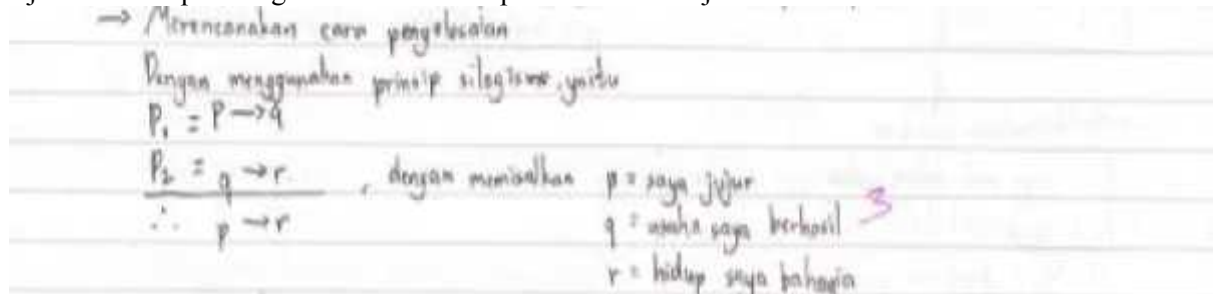 → Merencanakan cara penyelesaian
Dengan menggunakan prinsip silogisme, yaitu
P₁ = P → q
P₂ = q → r , dengan memisalkan p = saya jujur
∴ p → r
q = usaha saya berhasil 3
r = hidup saya bahagia